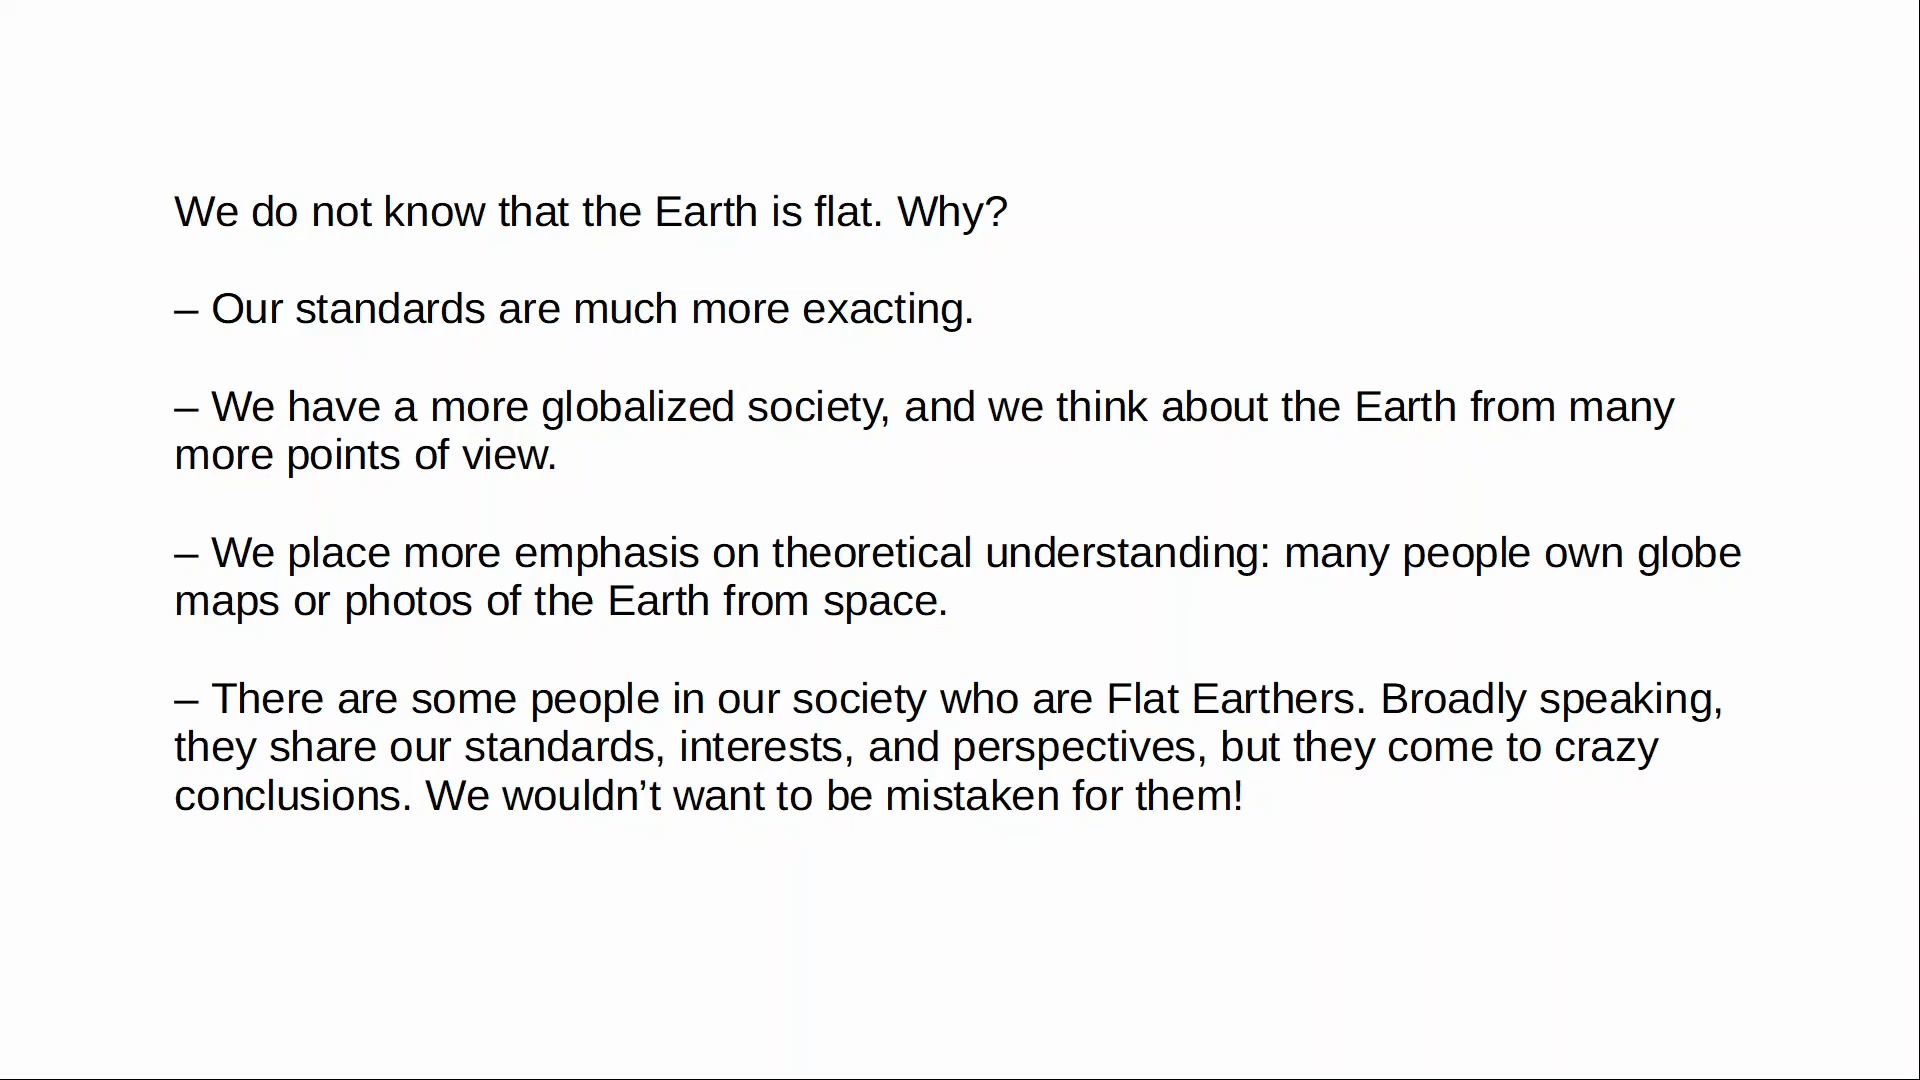 We do not know that the Earth is flat. Why?
– Our standards are much more exacting.
– We have a more globalized society, and we think about the Earth from many
more points of view.
– We place more emphasis on theoretical understanding: many people own globe
maps or photos of the Earth from space.
– There are some people in our society who are Flat Earthers. Broadly speaking,
they share our standards, interests, and perspectives, but they come to crazy
conclusions. We wouldn’t want to be mistaken for them!